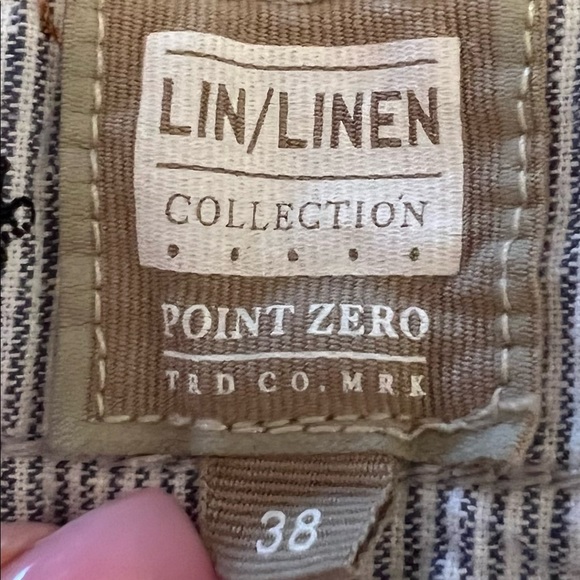 LIN/LINEN
COLLECTION
POINT ZERO
TRD CO. MRK
38